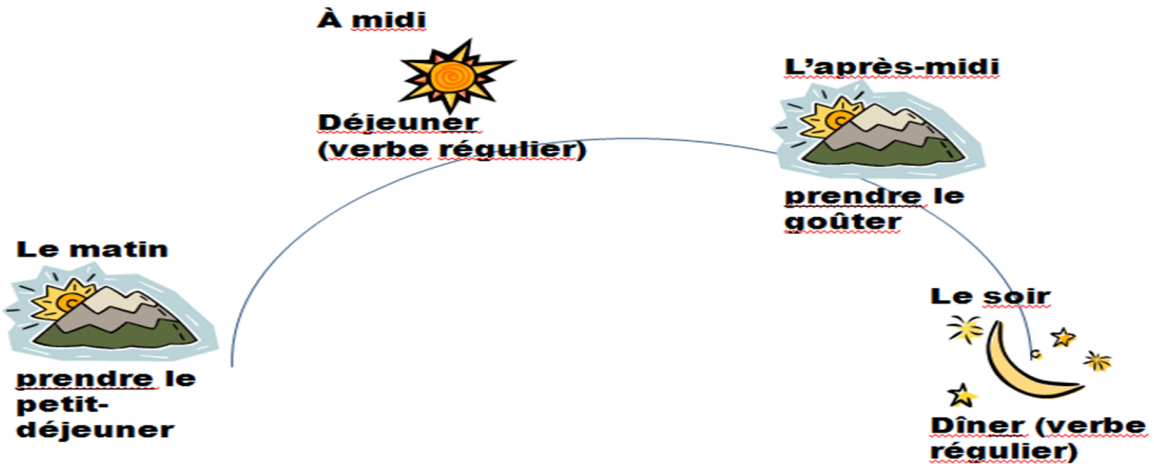 À midi
Déjeuner
(verbe régulier)
L’après-midi
prendre le
goûter
Le matin
prendre le
petit-
déjeuner
Le soir
Dîner (verbe
régulier)